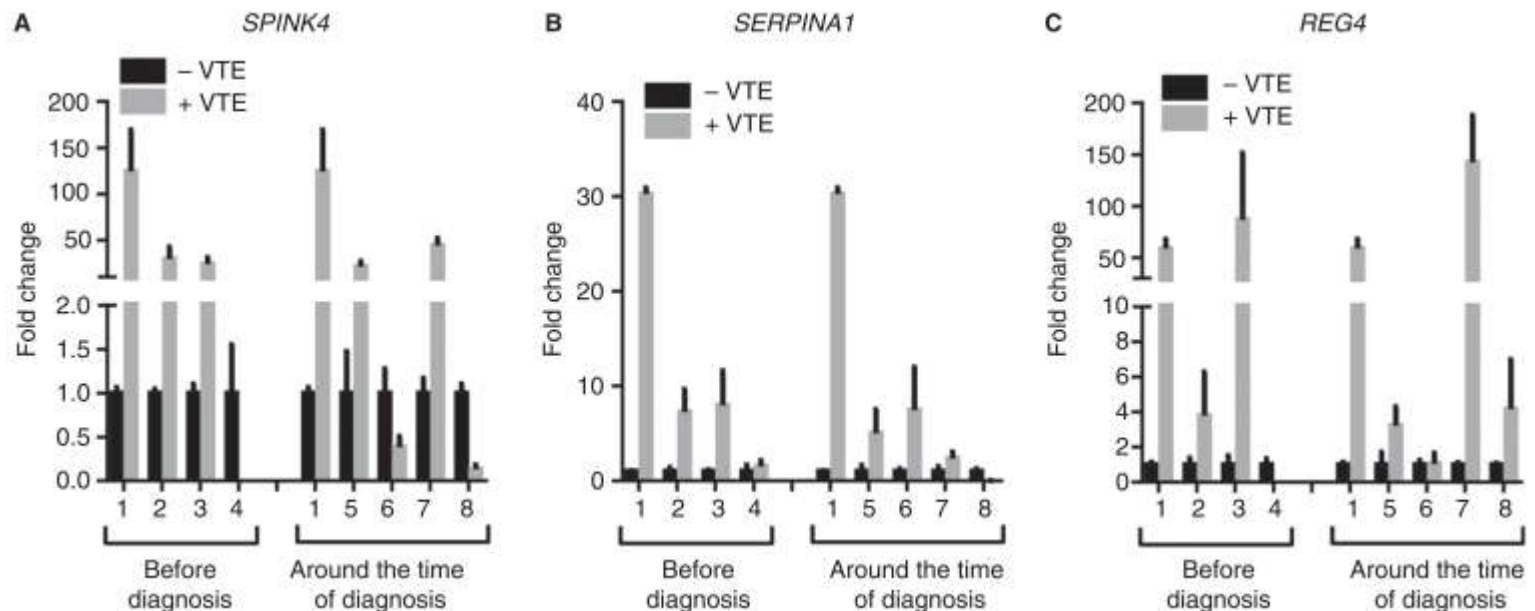 A SPINK4
– VTE
+ VTE
200
150
100
50
2.0
1.5
1.0
0.5
0.0
Fold change
1 2 3 4 1 5 6 7 8
Before diagnosis
Around the time of diagnosis
B SERPINA1
– VTE
+ VTE
40
30
20
10
0
Fold change
1 2 3 4 1 5 6 7 8
Before diagnosis
Around the time of diagnosis
C REG4
– VTE
+ VTE
200
150
100
50
10
8
6
4
2
0
Fold change
1 2 3 4 1 5 6 7 8
Before diagnosis
Around the time of diagnosis